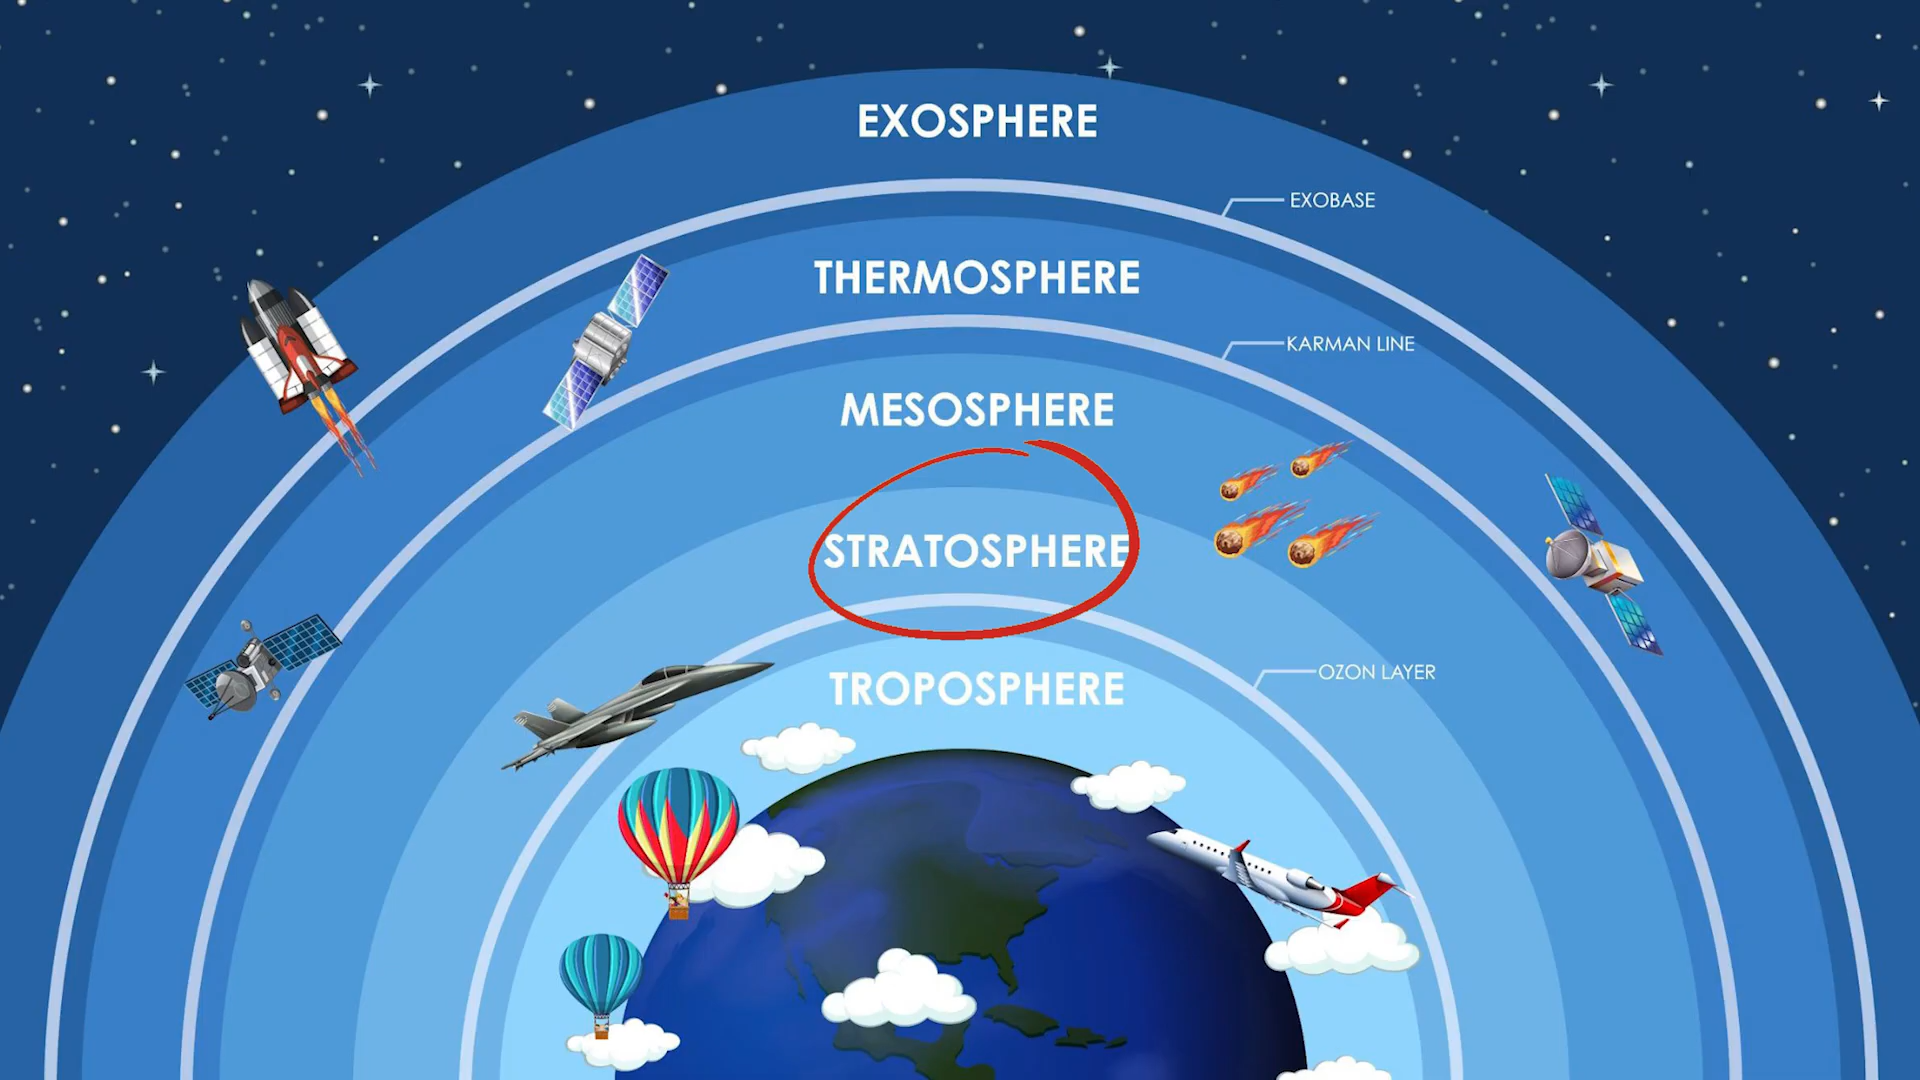 EXOSPHERE
EXOBASE
THERMOSPHERE
KARMAN LINE
MESOSPHERE
STRATOSPHERE
OZON LAYER
TROPOSPHERE